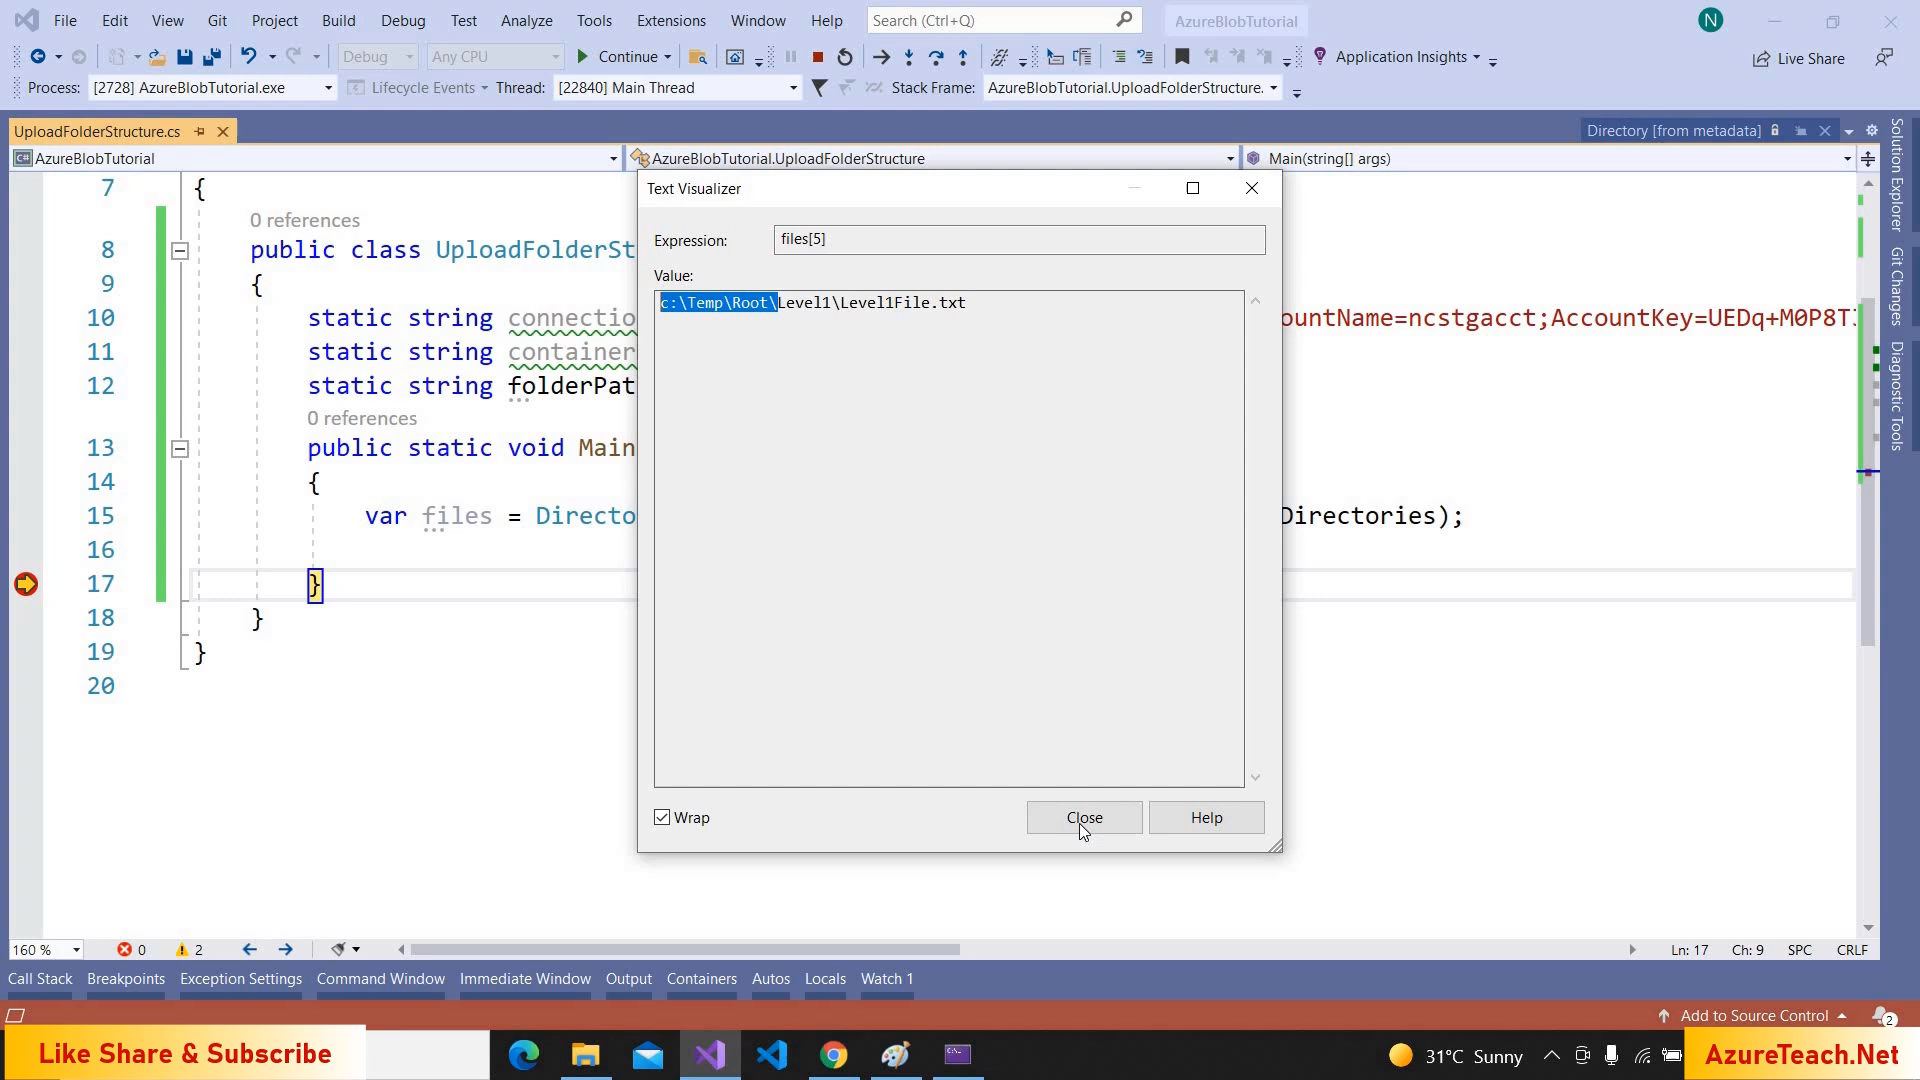 File Edit View Git Project Build Debug Test Analyze Tools Extensions Window Help Search (Ctrl+Q) AzureBlobTutorial N
Debug Any CPU Continue Application Insights Live Share
Process: [2728] AzureBlobTutorial.exe Lifecycle Events Thread: [22840] Main Thread Stack Frame: AzureBlobTutorial.UploadFolderStructure.
UploadFolderStructure.cs Directory [from metadata]
AzureBlobTutorial AzureBlobTutorial.UploadFolderStructure Main(string[] args)
Solution Explorer
Git Changes
Diagnostic Tools
7 {
0 references
8 public class UploadFolderSt
9 {
10 static string connectio ountName=ncstgacct;AccountKey=UEDq+M0P8T
11 static string container
12 static string folderPat
0 references
13 public static void Main
14 {
15 var files = Directo Directories);
16
17 }
18 }
19 }
20
Text Visualizer
Expression: files[5]
Value:
c:\Temp\Root\Level1\Level1File.txt
Wrap Close Help
160 % 0 2 Ln: 17 Ch: 9 SPC CRLF
Call Stack Breakpoints Exception Settings Command Window Immediate Window Output Containers Autos Locals Watch 1
Add to Source Control 2
Like Share & Subscribe 31°C Sunny AzureTeach.Net